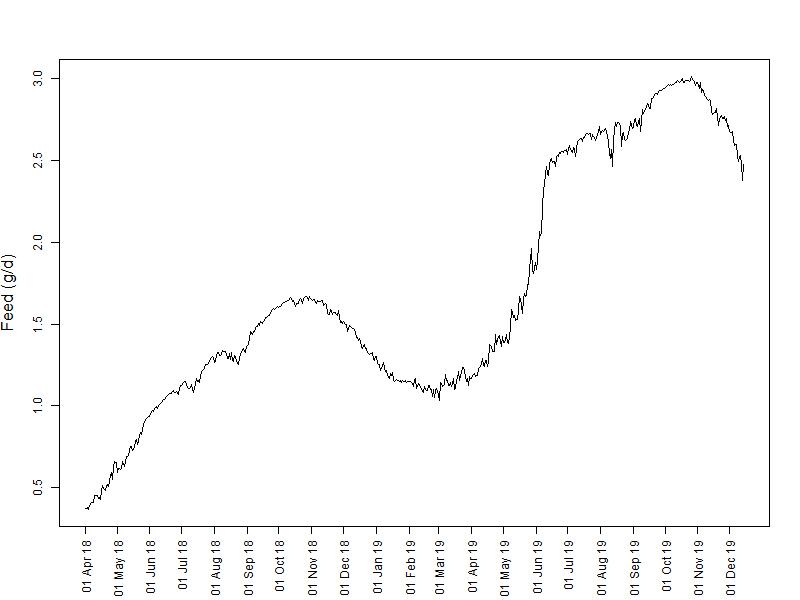 Feed (g/d)
3.0
2.5
2.0
1.5
1.0
0.5
01 Apr 18
01 May 18
01 Jun 18
01 Jul 18
01 Aug 18
01 Sep 18
01 Oct 18
01 Nov 18
01 Dec 18
01 Jan 19
01 Feb 19
01 Mar 19
01 Apr 19
01 May 19
01 Jun 19
01 Jul 19
01 Aug 19
01 Sep 19
01 Oct 19
01 Nov 19
01 Dec 19